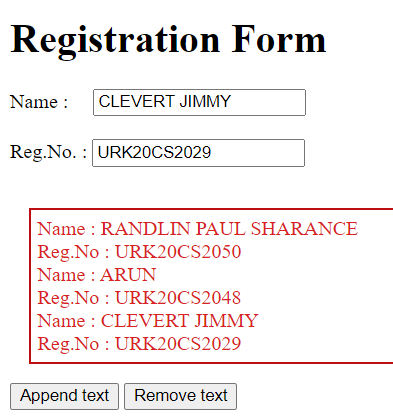 Registration Form
Name : CLEVERT JIMMY
Reg.No. : URK20CS2029
Name : RANDLIN PAUL SHARANCE
Reg.No : URK20CS2050
Name : ARUN
Reg.No : URK20CS2048
Name : CLEVERT JIMMY
Reg.No : URK20CS2029
Append text Remove text